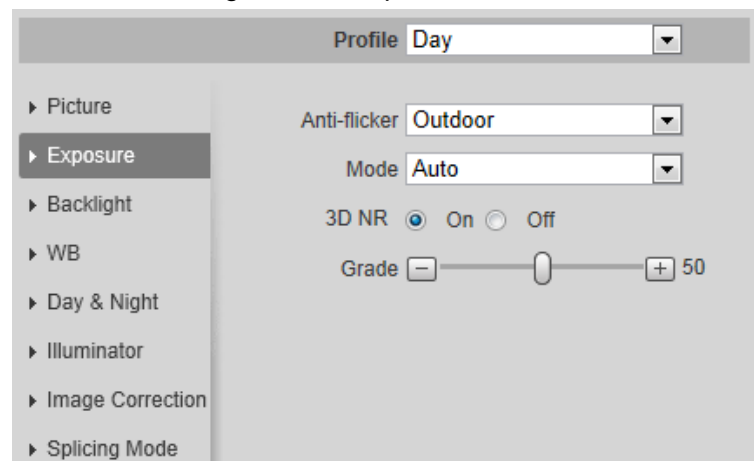 Profile Day
Picture
Anti-flicker Outdoor
Exposure
Mode Auto
Backlight
3D NR On Off
WB
Grade 50
Day & Night
Illuminator
Image Correction
Splicing Mode